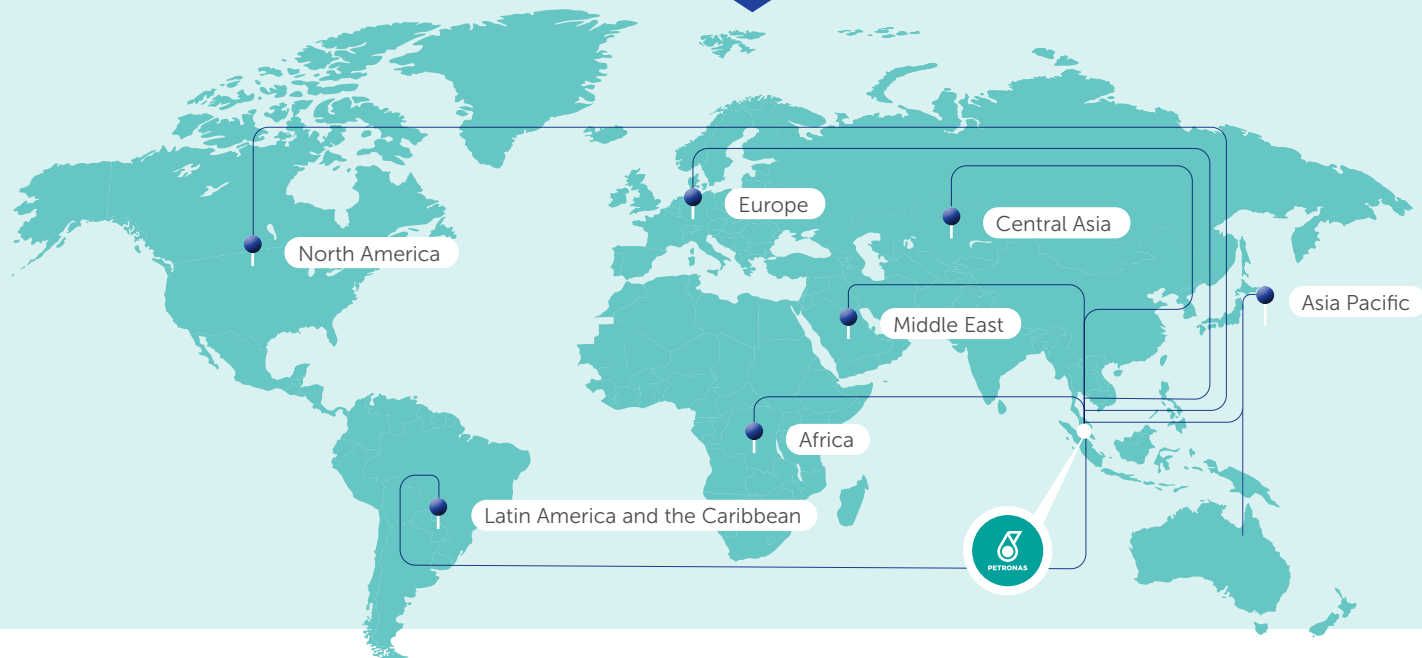 Europe
Central Asia
North America
Asia Pacific
Middle East
Africa
Latin America and the Caribbean
PETRONAS